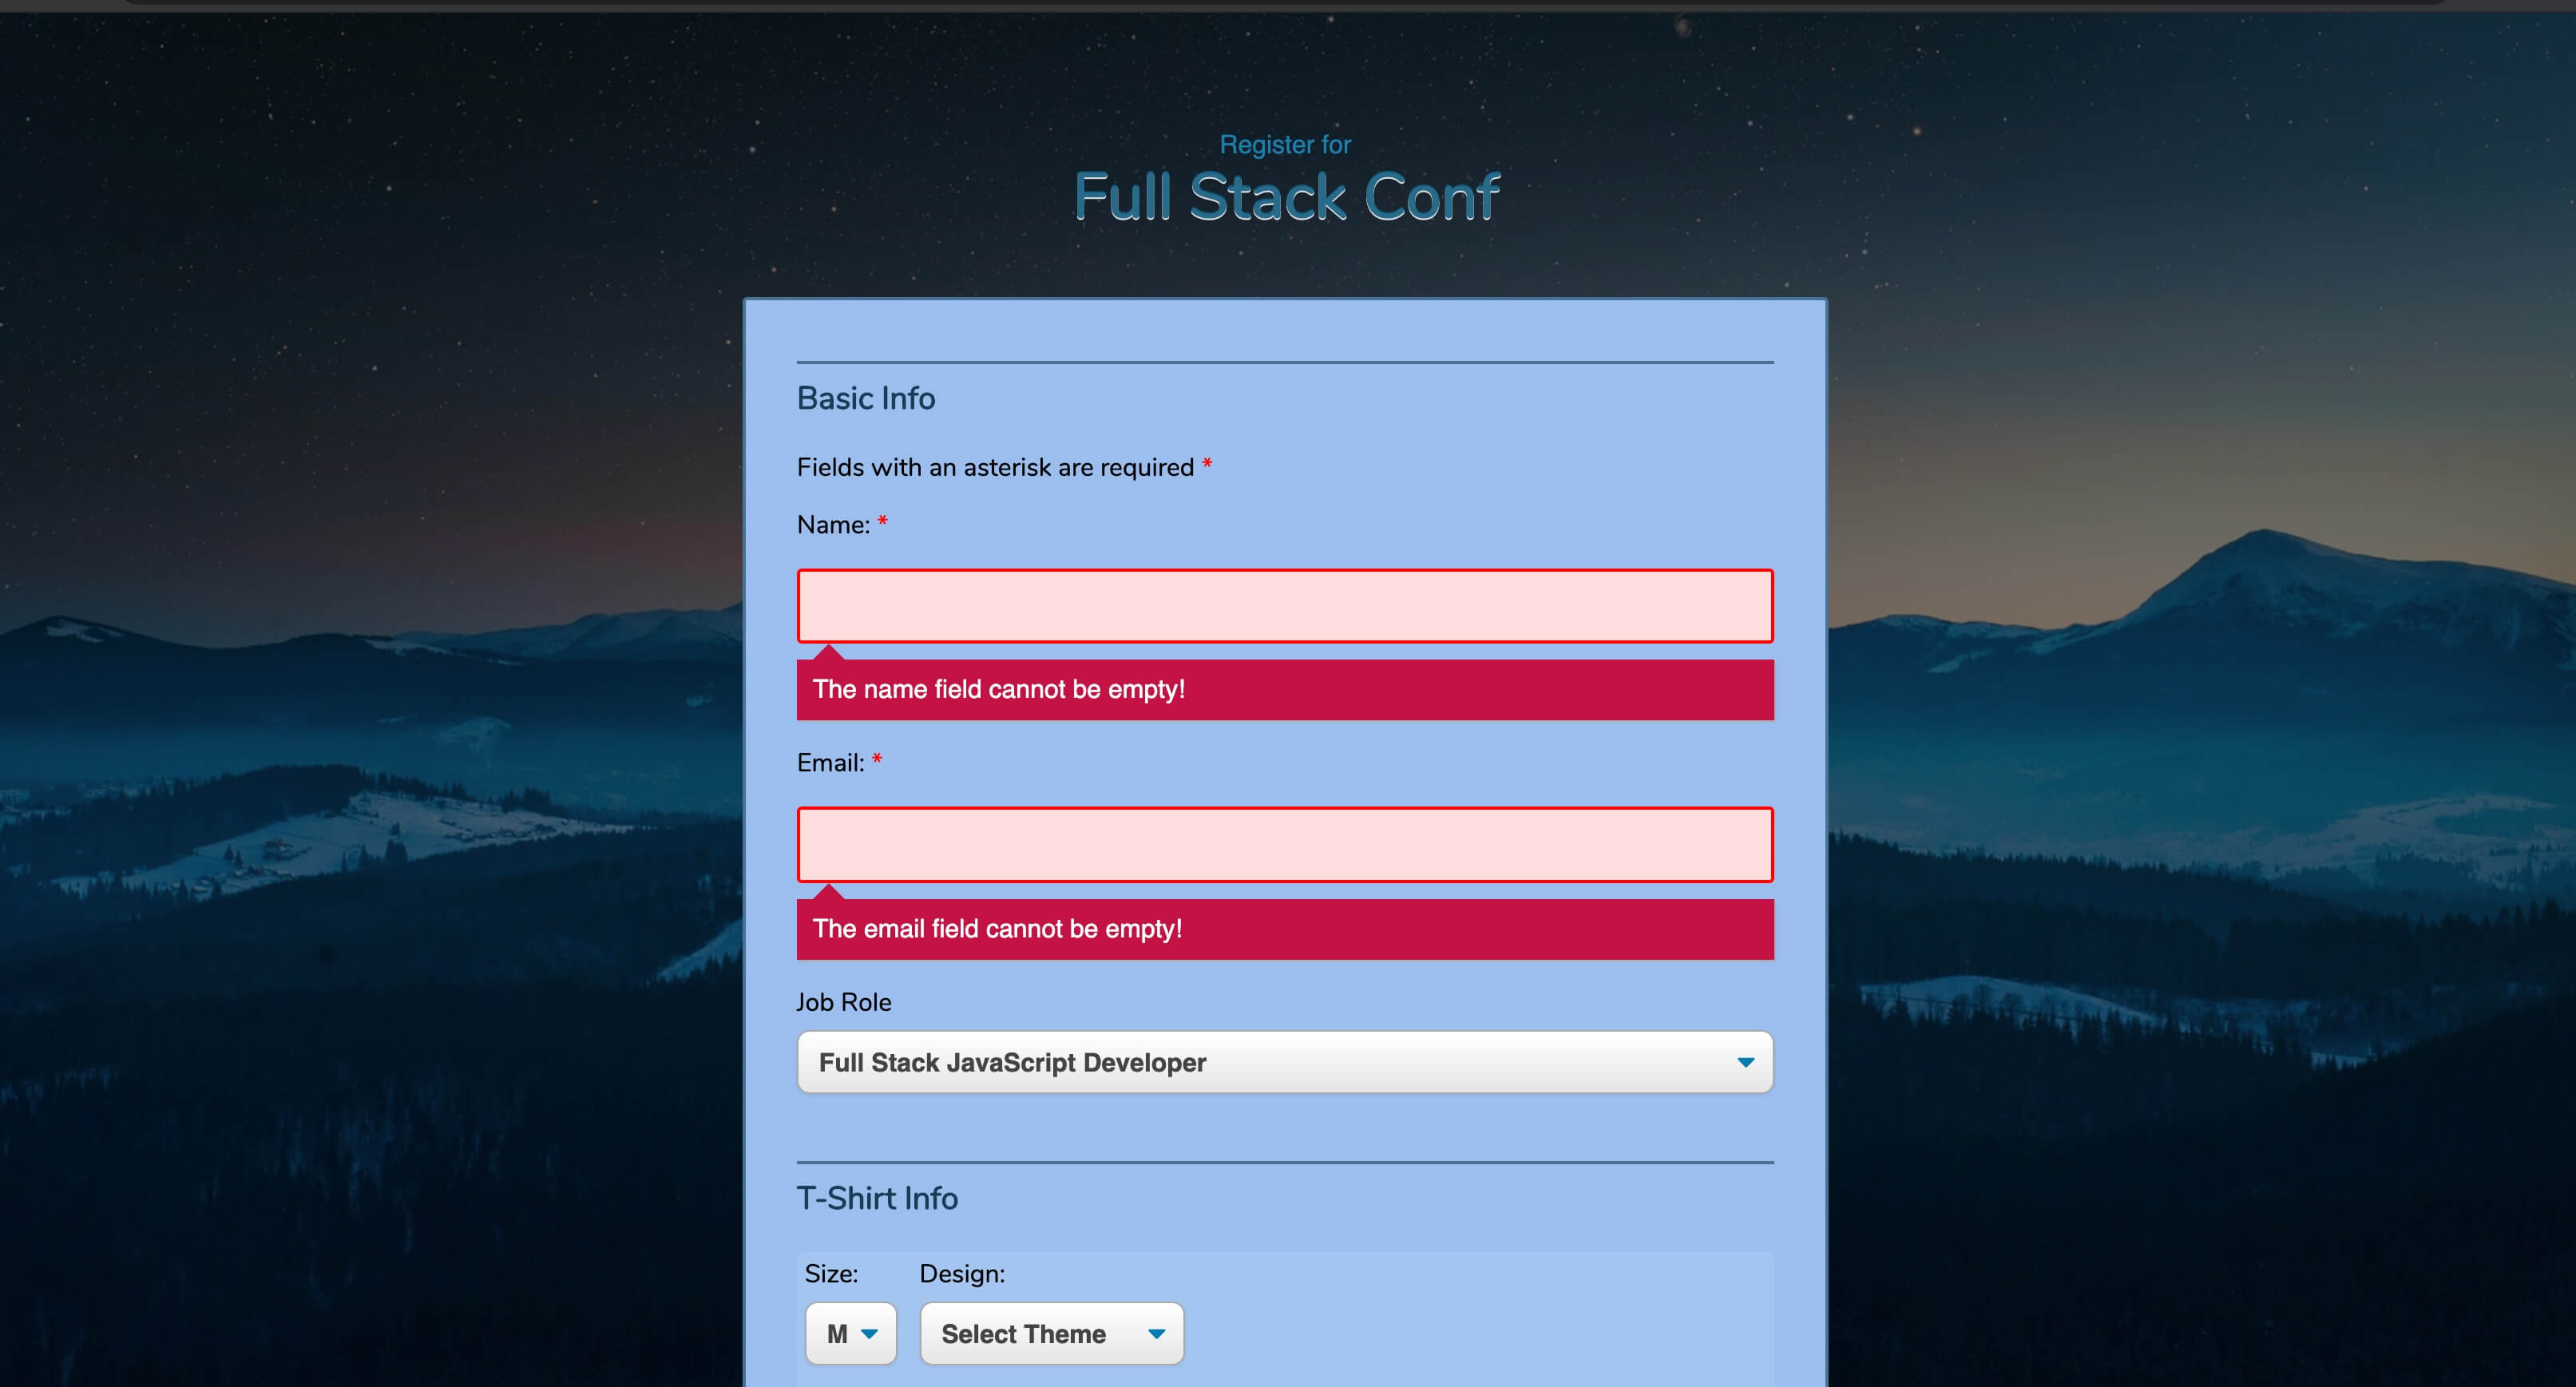 Register for
Full Stack Conf
Basic Info
Fields with an asterisk are required *
Name: *
The name field cannot be empty!
Email: *
The email field cannot be empty!
Job Role
Full Stack JavaScript Developer
T-Shirt Info
Size: Design:
M Select Theme